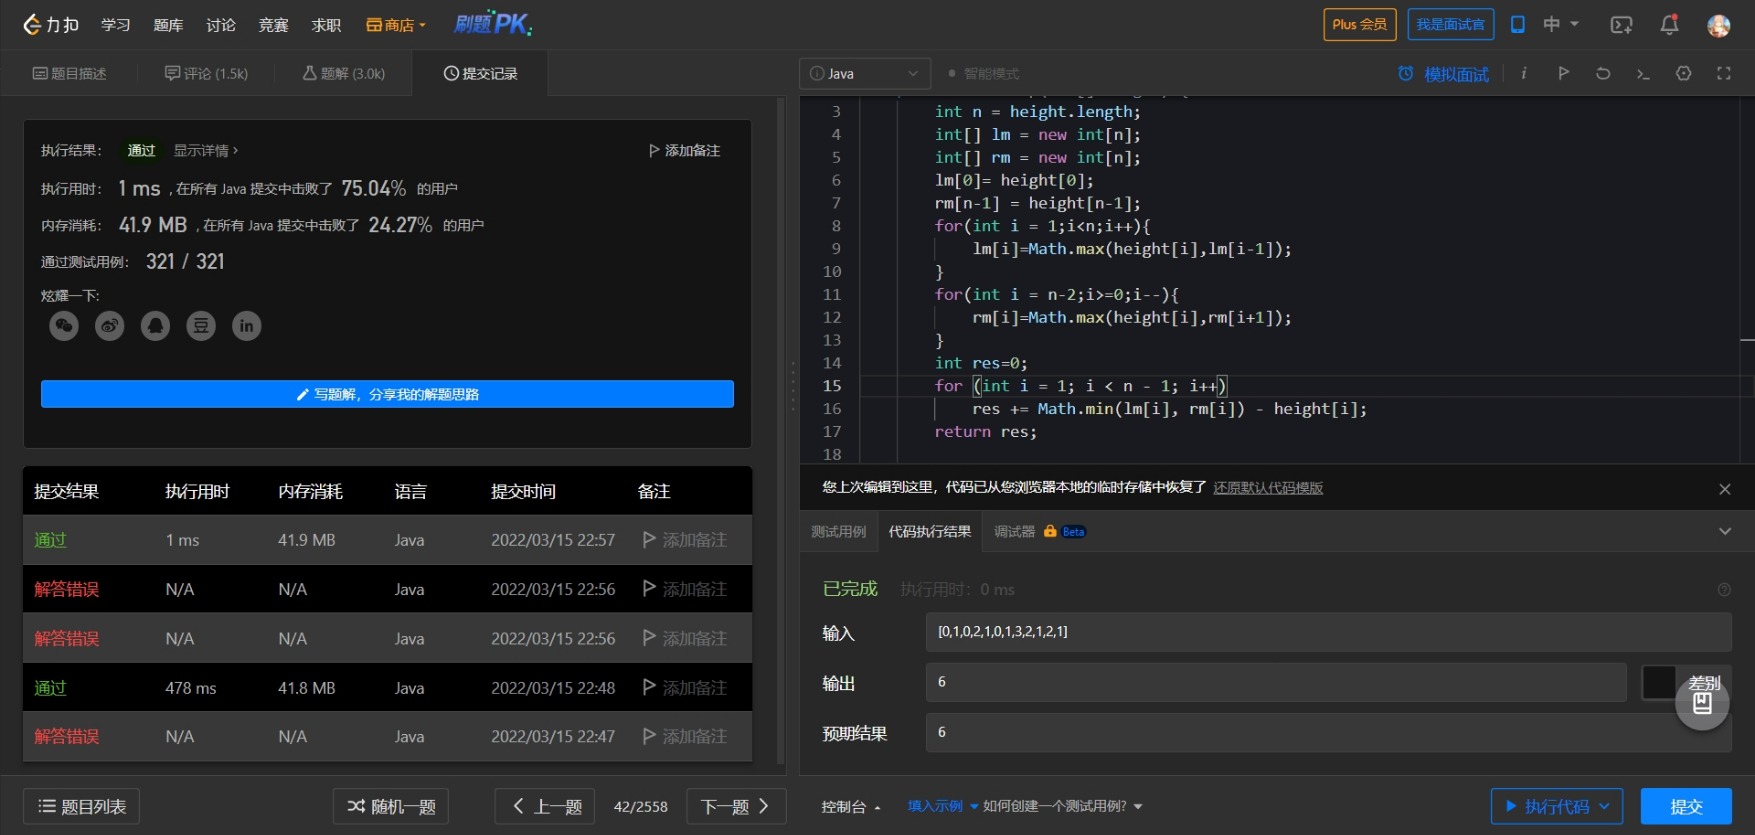 力扣 学习 题库 讨论 竞赛 求职 商店 刷题PK Plus 会员 我是面试官 中
题目描述 评论 (1.5k) 题解 (3.0k) 提交记录
执行结果： 通过 显示详情 >
添加备注
执行用时： 1 ms , 在所有 Java 提交中击败了 75.04% 的用户
内存消耗： 41.9 MB , 在所有 Java 提交中击败了 24.27% 的用户
通过测试用例： 321 / 321
炫耀一下:
豆 in
写题解，分享我的解题思路
提交结果 执行用时 内存消耗 语言 提交时间 备注
通过 1 ms 41.9 MB Java 2022/03/15 22:57 添加备注
解答错误 N/A N/A Java 2022/03/15 22:56 添加备注
解答错误 N/A N/A Java 2022/03/15 22:56 添加备注
通过 478 ms 41.8 MB Java 2022/03/15 22:48 添加备注
解答错误 N/A N/A Java 2022/03/15 22:47 添加备注
题目列表 随机一题 上一题 42/2558 下一题
Java 智能模式 模拟面试
3 int n = height.length;
4 int[] lm = new int[n];
5 int[] rm = new int[n];
6 lm[0]= height[0];
7 rm[n-1] = height[n-1];
8 for(int i = 1;i<n;i++){
9 lm[i]=Math.max(height[i],lm[i-1]);
10 }
11 for(int i = n-2;i>=0;i--){
12 rm[i]=Math.max(height[i],rm[i+1]);
13 }
14 int res=0;
15 for (int i = 1; i < n - 1; i++)
16 res += Math.min(lm[i], rm[i]) - height[i];
17 return res;
18
您上次编辑到这里，代码已从您浏览器本地的临时存储中恢复了 还原默认代码模版
测试用例 代码执行结果 调试器 Beta
已完成 执行用时：0 ms
输入 [0,1,0,2,1,0,1,3,2,1,2,1]
输出 6 差别
预期结果 6
控制台 填入示例 如何创建一个测试用例? 执行代码 提交